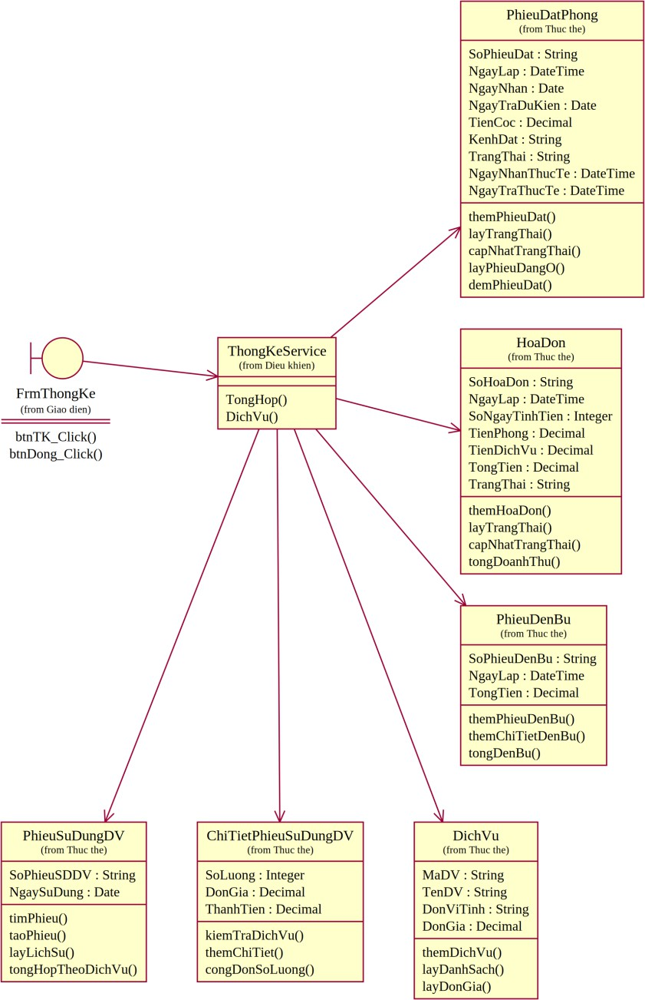 PhieuDatPhong
(from Thuc the)
SoPhieuDat : String
NgayLap : DateTime
NgayNhan : Date
NgayTraDuKien : Date
TienCoc : Decimal
KenhDat : String
TrangThai : String
NgayNhanThucTe : DateTime
NgayTraThucTe : DateTime
themPhieuDat()
layTrangThai()
capNhatTrangThai()
layPhieuDangO()
demPhieuDat()
FrmThongKe
(from Giao dien)
btnTK_Click()
btnDong_Click()
ThongKeService
(from Dieu khien)
TongHop()
DichVu()
HoaDon
(from Thuc the)
SoHoaDon : String
NgayLap : DateTime
SoNgayTinhTien : Integer
TienPhong : Decimal
TienDichVu : Decimal
TongTien : Decimal
TrangThai : String
themHoaDon()
layTrangThai()
capNhatTrangThai()
tongDoanhThu()
PhieuDenBu
(from Thuc the)
SoPhieuDenBu : String
NgayLap : DateTime
TongTien : Decimal
themPhieuDenBu()
themChiTietDenBu()
tongDenBu()
PhieuSuDungDV
(from Thuc the)
SoPhieuSDDV : String
NgaySuDung : Date
timPhieu()
taoPhieu()
layLichSu()
tongHopTheoDichVu()
ChiTietPhieuSuDungDV
(from Thuc the)
SoLuong : Integer
DonGia : Decimal
ThanhTien : Decimal
kiemTraDichVu()
themChiTiet()
congDonSoLuong()
DichVu
(from Thuc the)
MaDV : String
TenDV : String
DonViTinh : String
DonGia : Decimal
themDichVu()
layDanhSach()
layDonGia()